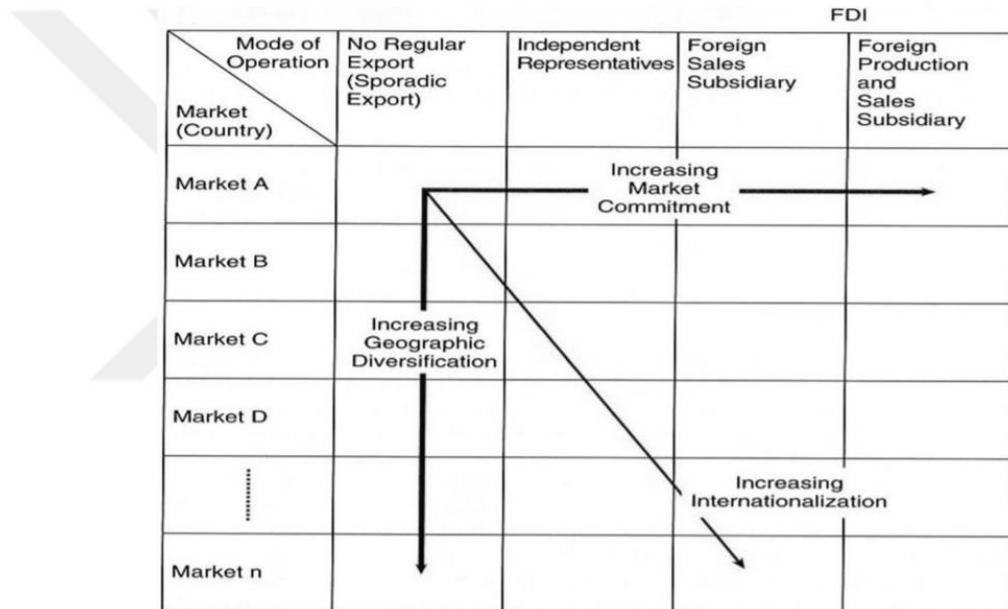 FDI
Mode of
Operation
Market
(Country)
No Regular
Export
(Sporadic
Export)
Independent
Representatives
Foreign
Sales
Subsidiary
Foreign
Production
and
Sales
Subsidiary
Market A
Increasing
Market
Commitment
Market B
Market C
Increasing
Geographic
Diversification
Market D
Increasing
Internationalization
Market n